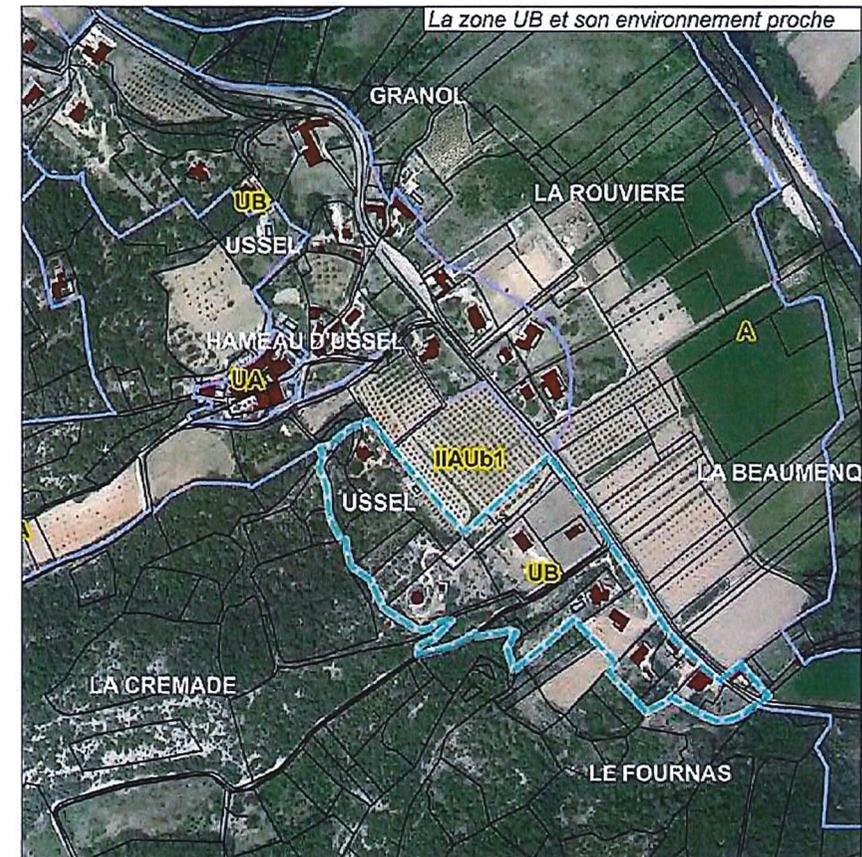 La zone UB et son environnement proche
GRANOL
LA ROUVIERE
UB
USSEL
A
HAMEAU D'USSEL
UA
IIAUb1
LA BEAUMENQ
USSEL
A
UB
LA CREMADE
LE FOURNAS